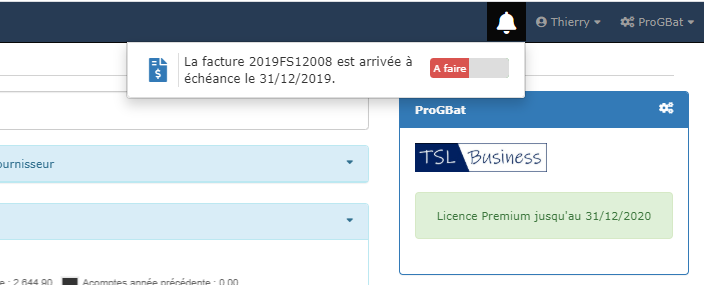 Thierry
ProGBat
La facture 2019FS12008 est arrivée à
échéance le 31/12/2019.
A faire
ProGBat
TSL Business
ournisseur
Licence Premium jusqu'au 31/12/2020
: 2 644,90 Acomptes année précédente : 0,00